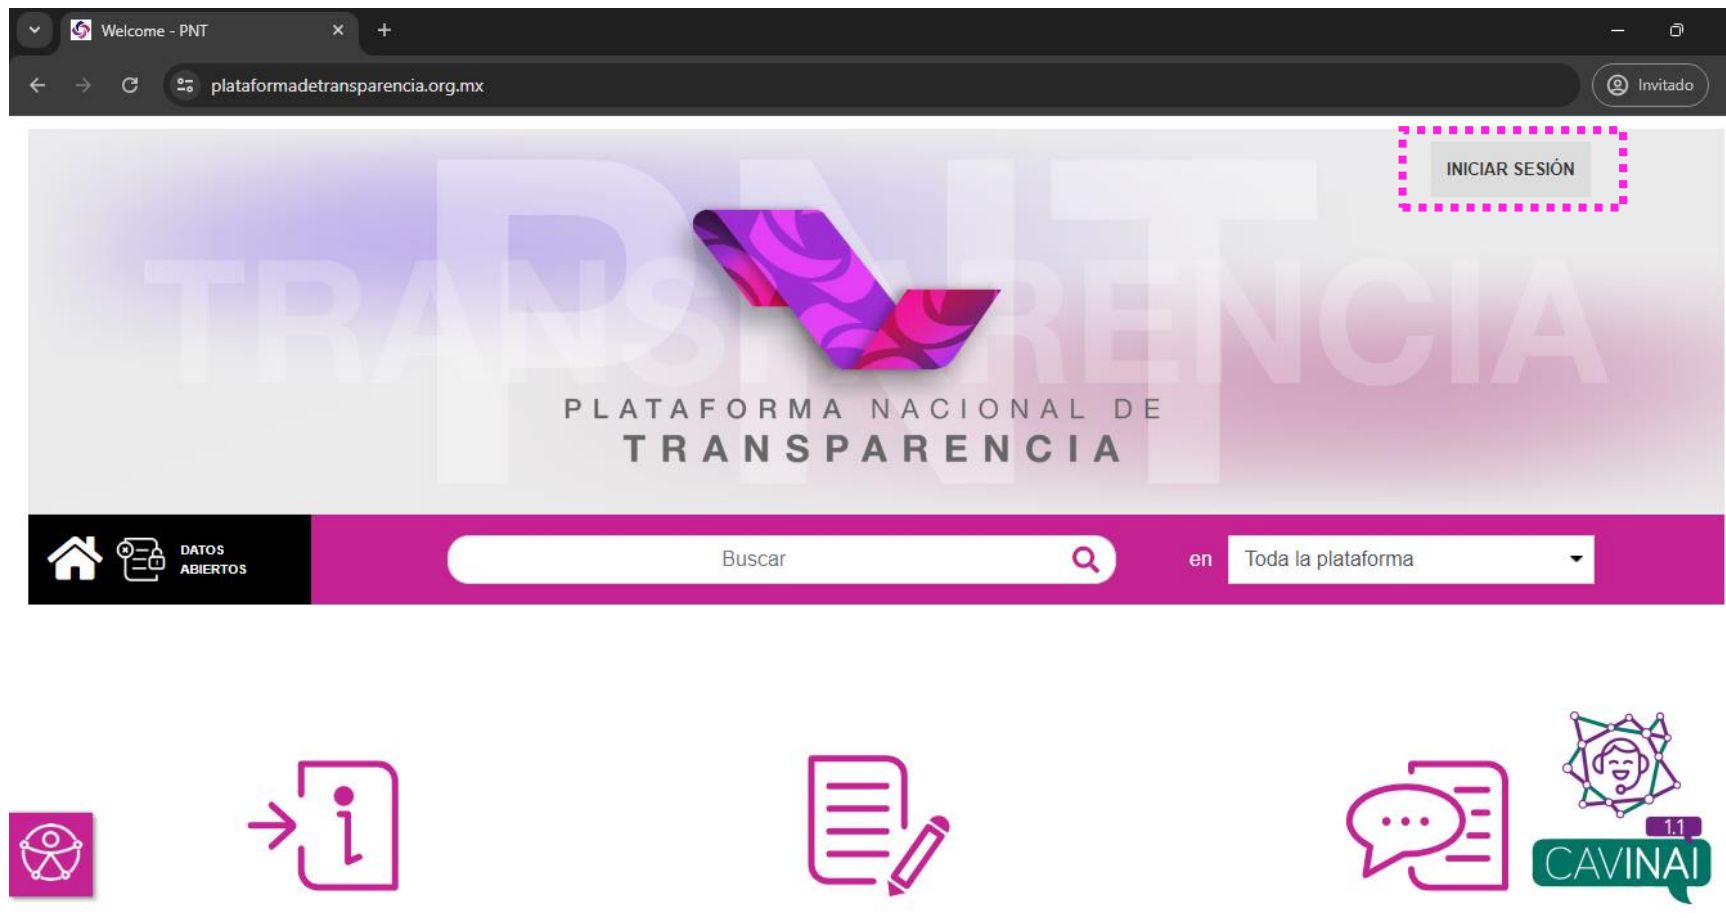 Welcome - PNT
plataformadetransparencia.org.mx
Invitado
INICIAR SESIÓN
PNT
TRANSPARENCIA
PLATAFORMA NACIONAL DE
TRANSPARENCIA
DATOS
ABIERTOS
Buscar
en
Toda la plataforma
1.1
CAVINAI